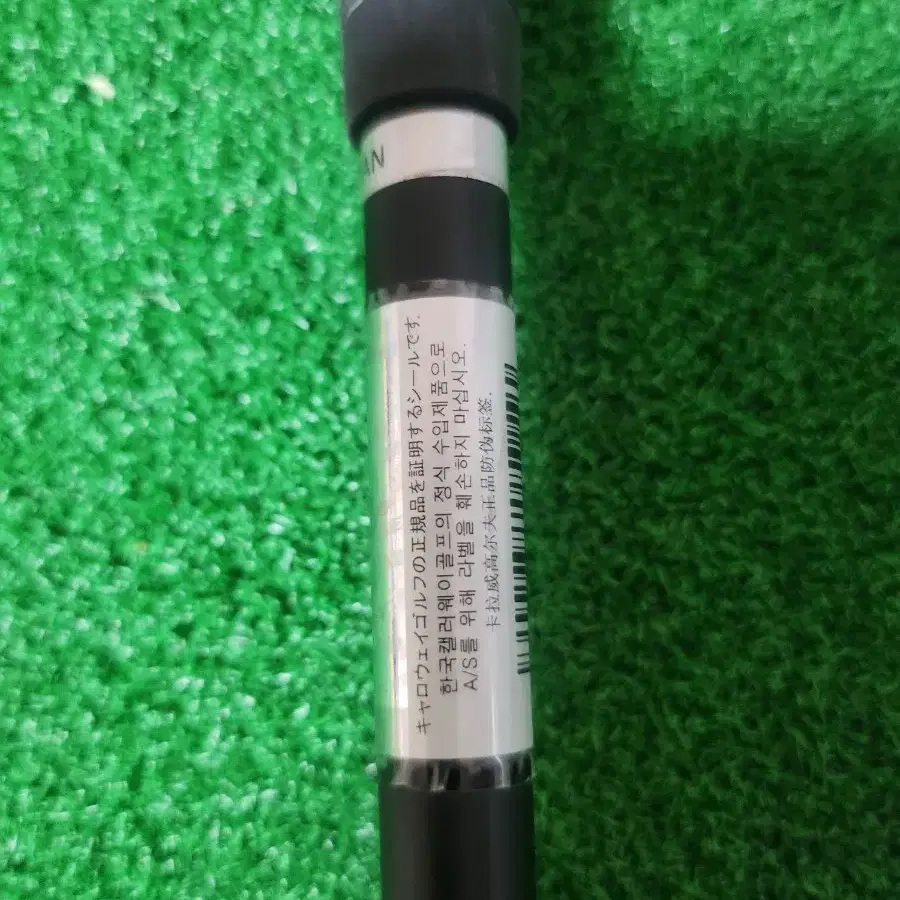 AN
キャロウェイゴルフの正規品を証明するシールです.
한국캘러웨이골프의 정식 수입제품으로
A/S를 위해 라벨을 훼손하지 마십시오.
卡拉威高尔夫正品防伪标签.